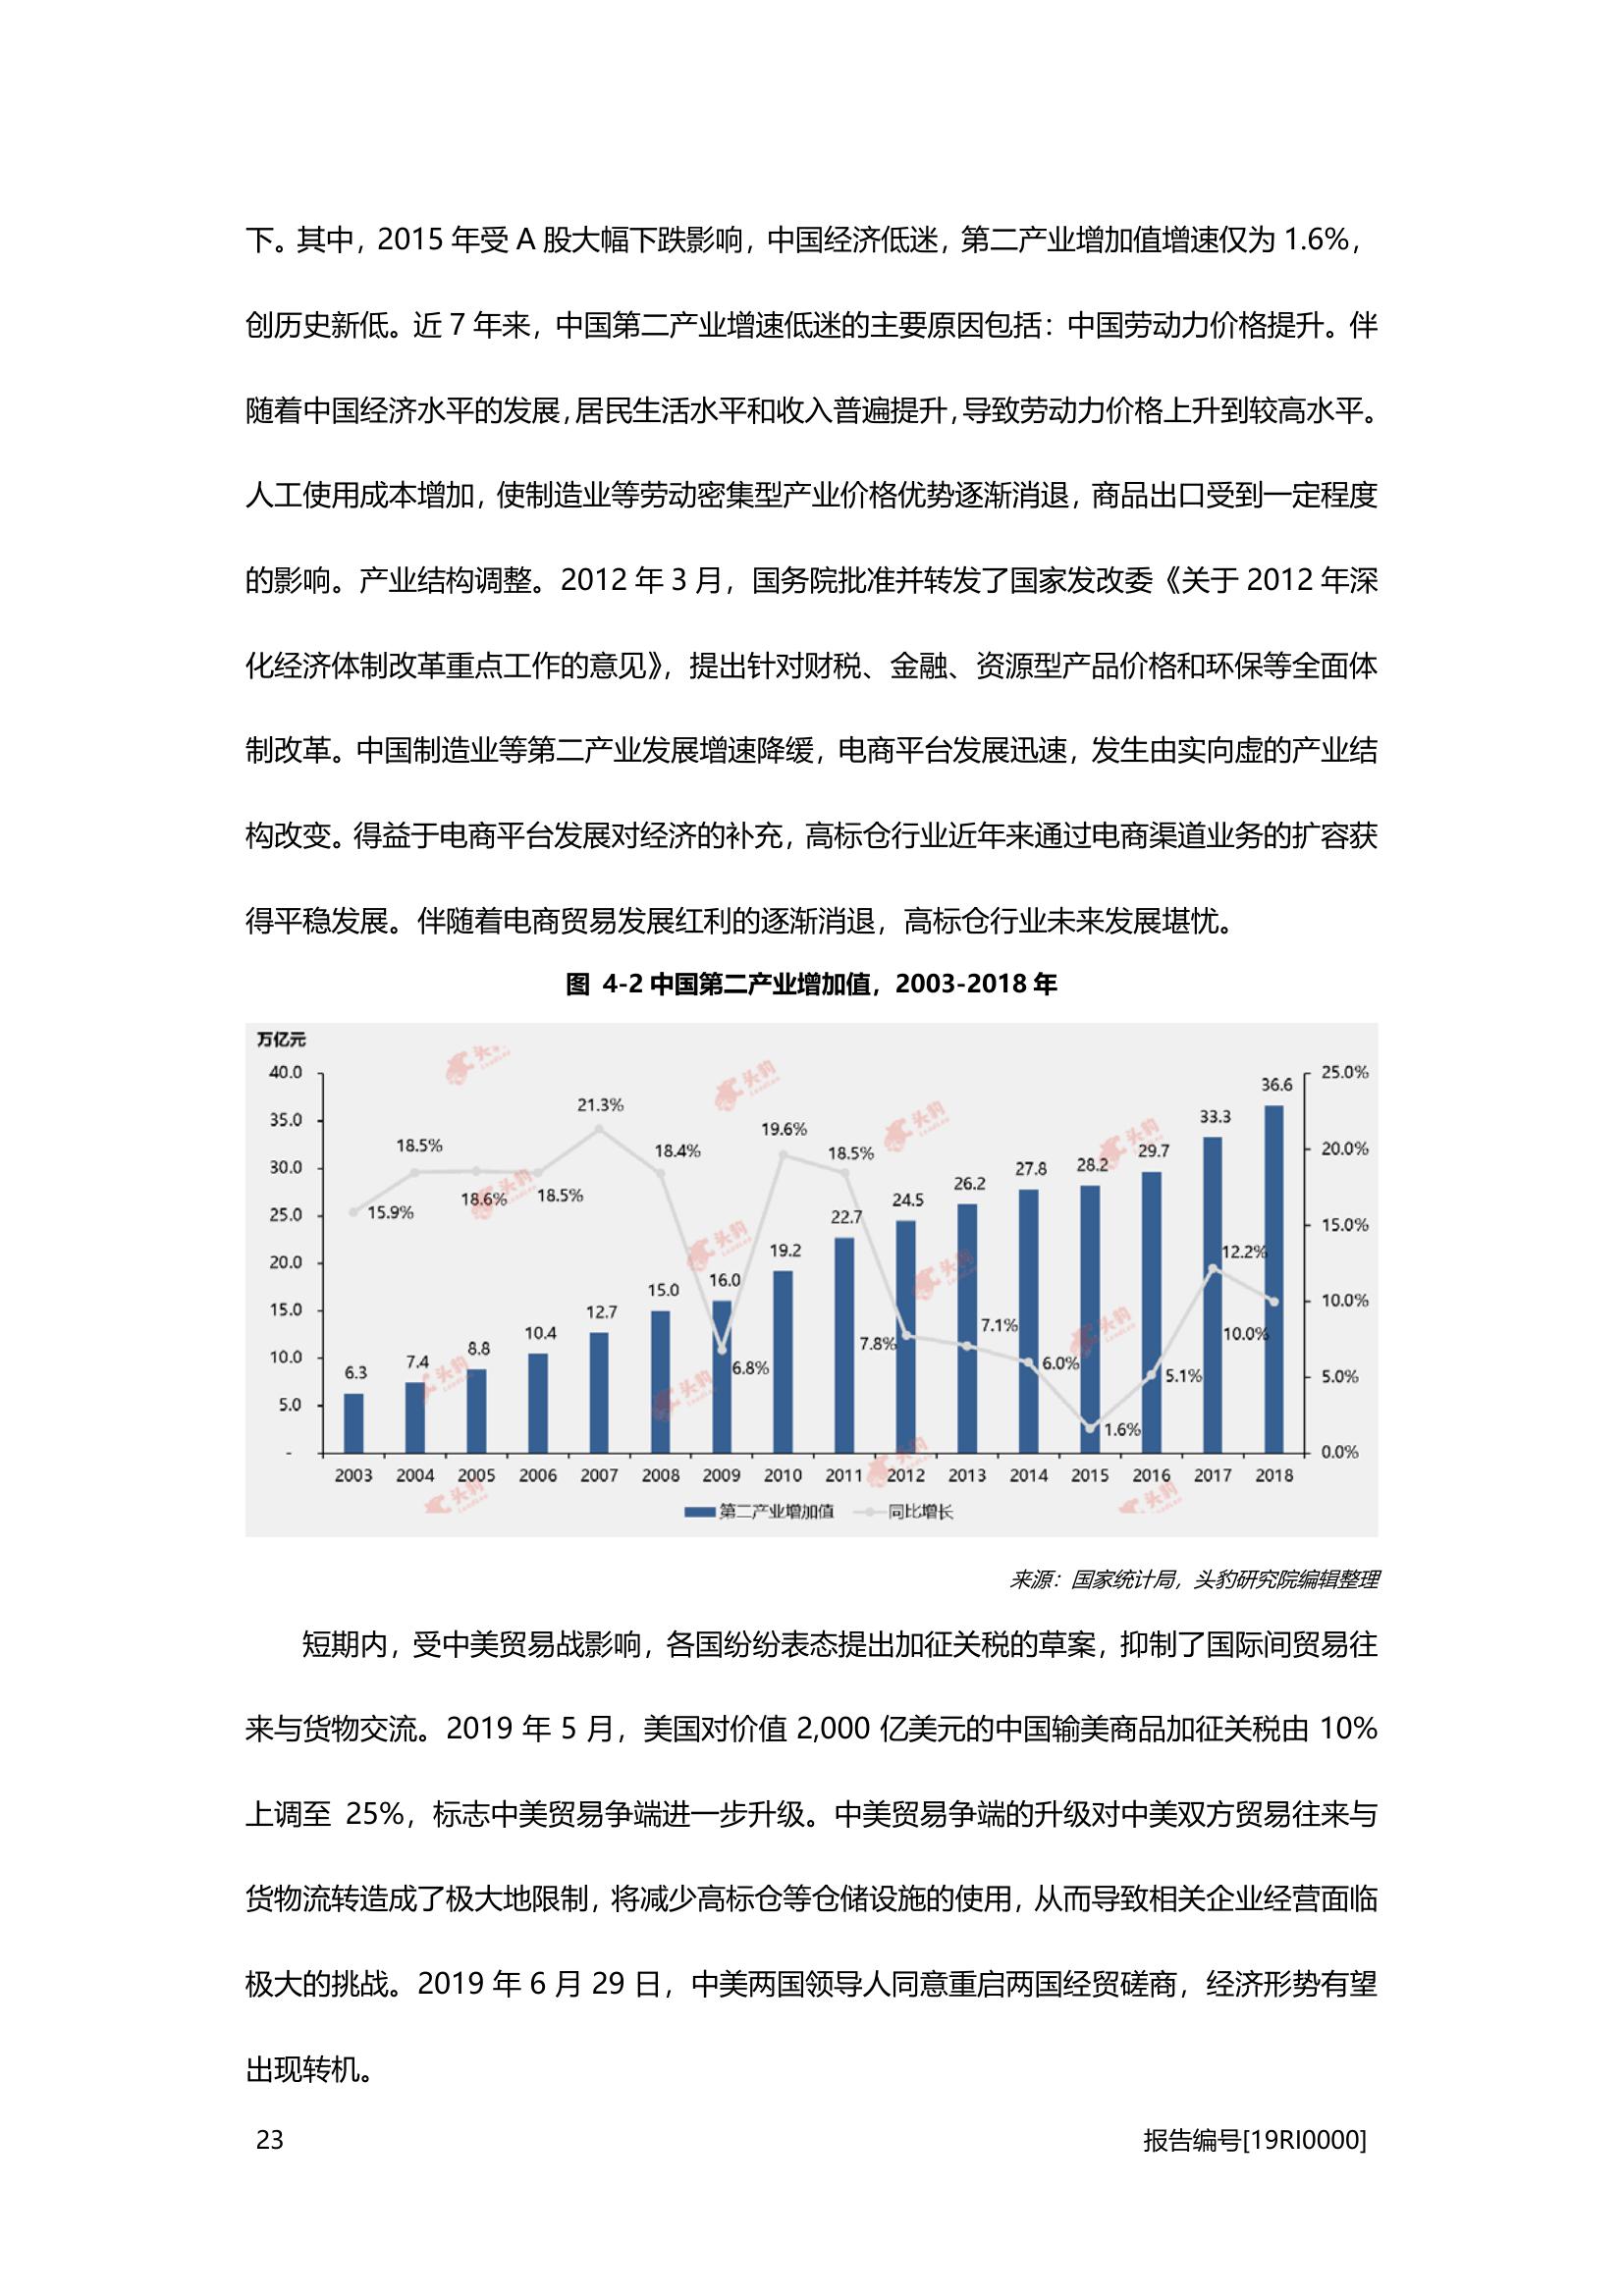 下。其中，2015 年受 A 股大幅下跌影响，中国经济低迷，第二产业增加值增速仅为 1.6%，
创历史新低。近 7 年来，中国第二产业增速低迷的主要原因包括：中国劳动力价格提升。伴
随着中国经济水平的发展，居民生活水平和收入普遍提升，导致劳动力价格上升到较高水平。
人工使用成本增加，使制造业等劳动密集型产业价格优势逐渐消退，商品出口受到一定程度
的影响。产业结构调整。2012 年 3 月，国务院批准并转发了国家发改委《关于 2012 年深
化经济体制改革重点工作的意见》，提出针对财税、金融、资源型产品价格和环保等全面体
制改革。中国制造业等第二产业发展增速降缓，电商平台发展迅速，发生由实向虚的产业结
构改变。得益于电商平台发展对经济的补充，高标仓行业近年来通过电商渠道业务的扩容获
得平稳发展。伴随着电商贸易发展红利的逐渐消退，高标仓行业未来发展堪忧。
图 4-2 中国第二产业增加值，2003-2018 年
万亿元
40.0
35.0
30.0
25.0
20.0
15.0
10.0
5.0
-
25.0%
20.0%
15.0%
10.0%
5.0%
0.0%
15.9%
18.5%
18.6%
18.5%
21.3%
18.4%
6.8%
19.6%
18.5%
7.8%
7.1%
6.0%
1.6%
5.1%
12.2%
10.0%
6.3
7.4
8.8
10.4
12.7
15.0
16.0
19.2
22.7
24.5
26.2
27.8
28.2
29.7
33.3
36.6
2003 2004 2005 2006 2007 2008 2009 2010 2011 2012 2013 2014 2015 2016 2017 2018
第二产业增加值 同比增长
头豹
头豹
头豹
头豹
头豹
头豹
头豹
头豹
头豹
头豹
头豹
头豹
头豹
来源：国家统计局，头豹研究院编辑整理
短期内，受中美贸易战影响，各国纷纷表态提出加征关税的草案，抑制了国际间贸易往
来与货物交流。2019 年 5 月，美国对价值 2,000 亿美元的中国输美商品加征关税由 10%
上调至 25%，标志中美贸易争端进一步升级。中美贸易争端的升级对中美双方贸易往来与
货物流转造成了极大地限制，将减少高标仓等仓储设施的使用，从而导致相关企业经营面临
极大的挑战。2019 年 6 月 29 日，中美两国领导人同意重启两国经贸磋商，经济形势有望
出现转机。
23 报告编号[19RI0000]